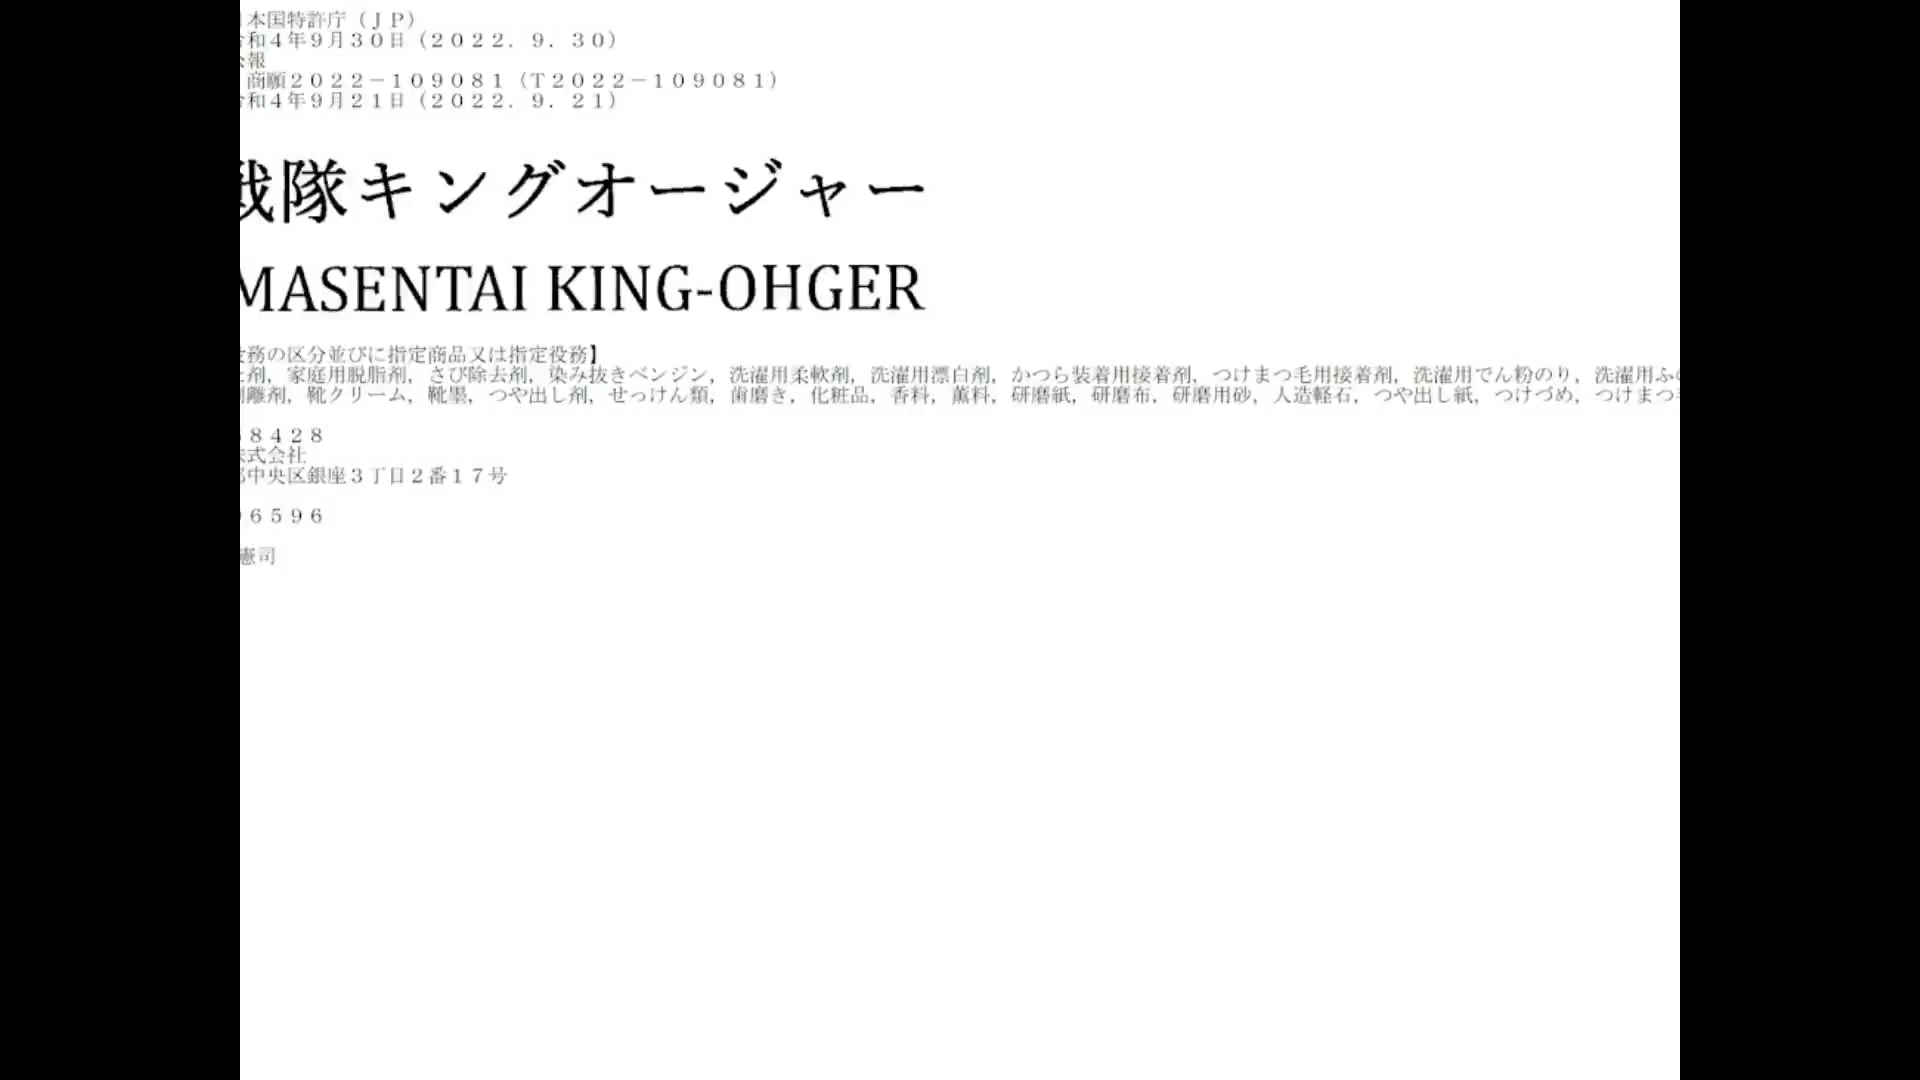 本国特許庁（ＪＰ）
和４年９月３０日（２０２２．９．３０）
報
商願２０２２－１０９０８１（Ｔ２０２２－１０９０８１）
和４年９月２１日（２０２２．９．２１）
戦隊キングオージャー
MASENTAI KING-OHGER
務の区分並びに指定商品又は指定役務】
剤，家庭用脱脂剤，さび除去剤，染み抜きベンジン，洗濯用柔軟剤，洗濯用漂白剤，かつら装着用接着剤，つけまつ毛用接着剤，洗濯用でん粉のり，洗濯用ふ
離剤，靴クリーム，靴墨，つや出し剤，せっけん類，歯磨き，化粧品，香料，薫料，研磨紙，研磨布，研磨用砂，人造軽石，つや出し紙，つけづめ，つけまつ
８４２８
式会社
中央区銀座３丁目２番１７号
６５９６
憲司